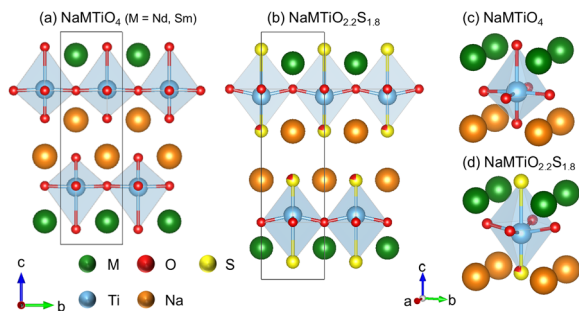 (a) NaMTiO₄ (M = Nd, Sm)
(b) NaMTiO₂.₂S₁.₈
(c) NaMTiO₄
(d) NaMTiO₂.₂S₁.₈
c
b
M
O
S
Ti
Na
c
a
b